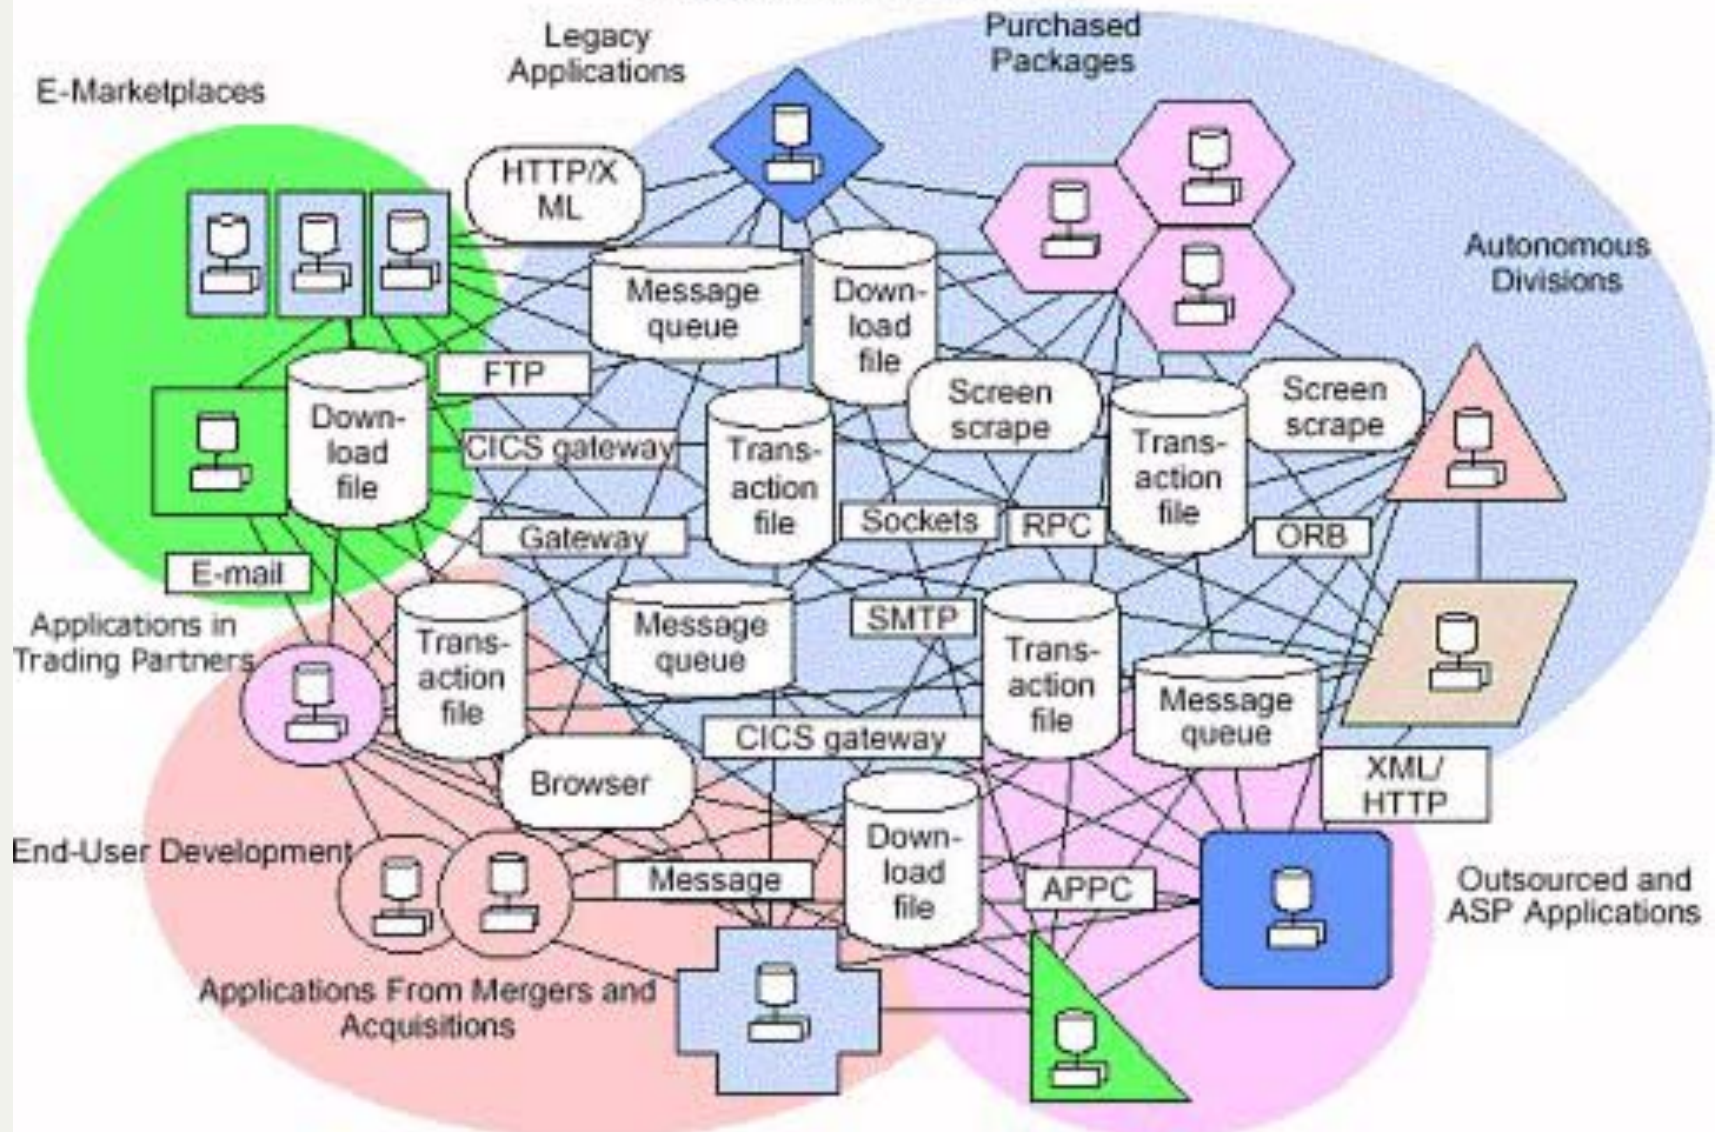 Legacy
Applications
Purchased
Packages
E-Marketplaces
HTTP/X
ML
Autonomous
Divisions
Message
queue
Down-
load
file
FTP
Screen
scrape
Screen
scrape
Down-
load
file
CICS gateway
Trans-
action
file
Trans-
action
file
Gateway
Sockets
RPC
ORB
E-mail
Applications in
Trading Partners
Trans-
action
file
Message
queue
SMTP
Trans-
action
file
Message
queue
CICS gateway
Browser
XML/
HTTP
End-User Development
Message
Down-
load
file
APPC
Outsourced and
ASP Applications
Applications From Mergers and
Acquisitions